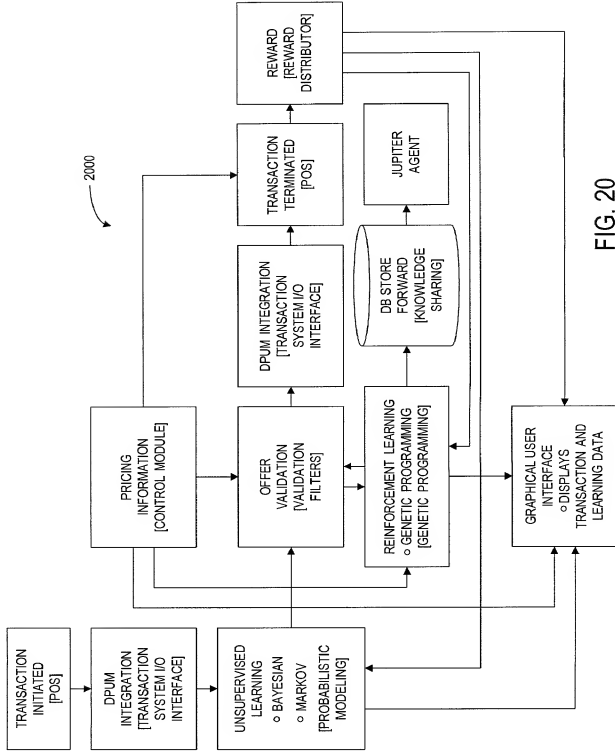 TRANSACTION
INITIATED
[POS]
DPUM
INTEGRATION
[TRANSACTION
SYSTEM I/O
INTERFACE]
UNSUPERVISED
LEARNING
○ BAYESIAN
○ MARKOV
[PROBABILISTIC
MODELING]
PRICING
INFORMATION
[CONTROL MODULE]
OFFER
VALIDATION
[VALIDATION
FILTERS]
REINFORCEMENT LEARNING
○ GENETIC PROGRAMMING
[GENETIC PROGRAMMING]
GRAPHICAL USER
INTERFACE
○ DISPLAYS
TRANSACTION AND
LEARNING DATA
DPUM INTEGRATION
[TRANSACTION
SYSTEM I/O
INTERFACE]
DB STORE
FORWARD
[KNOWLEDGE
SHARING]
2000
TRANSACTION
TERMINATED
[POS]
JUPITER
AGENT
REWARD
[REWARD
DISTRIBUTOR]
FIG. 20